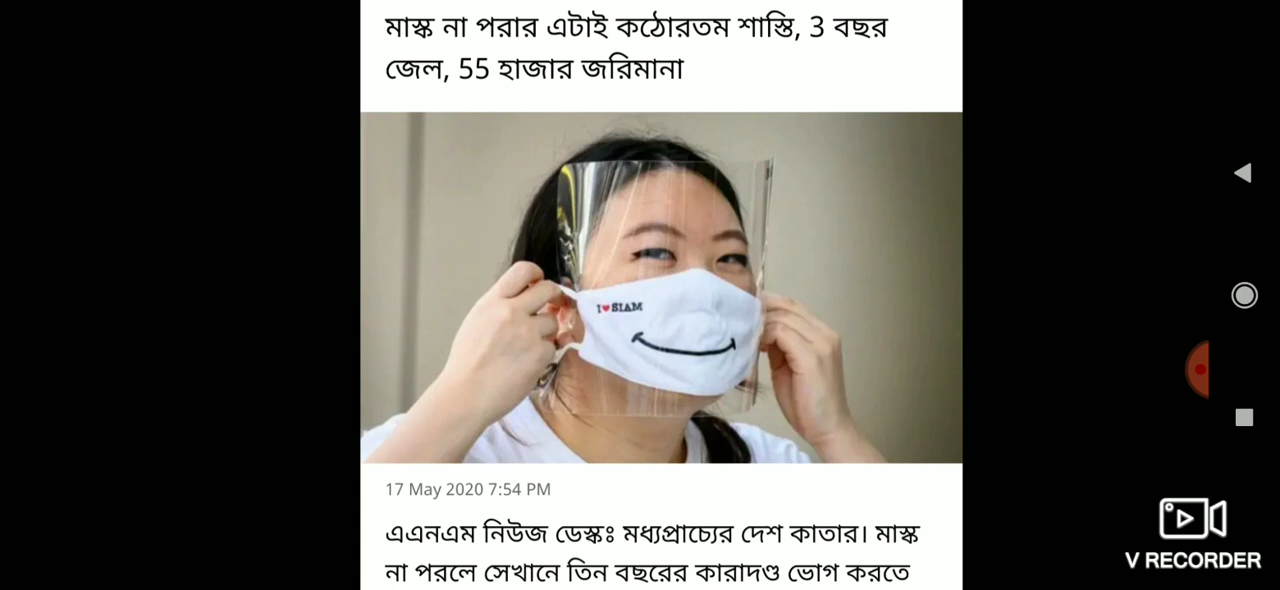 মাস্ক না পরার এটাই কঠোরতম শাস্তি, 3 বছর
জেল, 55 হাজার জরিমানা
I♥SIAM
17 May 2020 7:54 PM
এএনএম নিউজ ডেস্কঃ মধ্যপ্রাচ্যের দেশ কাতার। মাস্ক
না পরলে সেখানে তিন বছরের কারাদণ্ড ভোগ করতে
V RECORDER